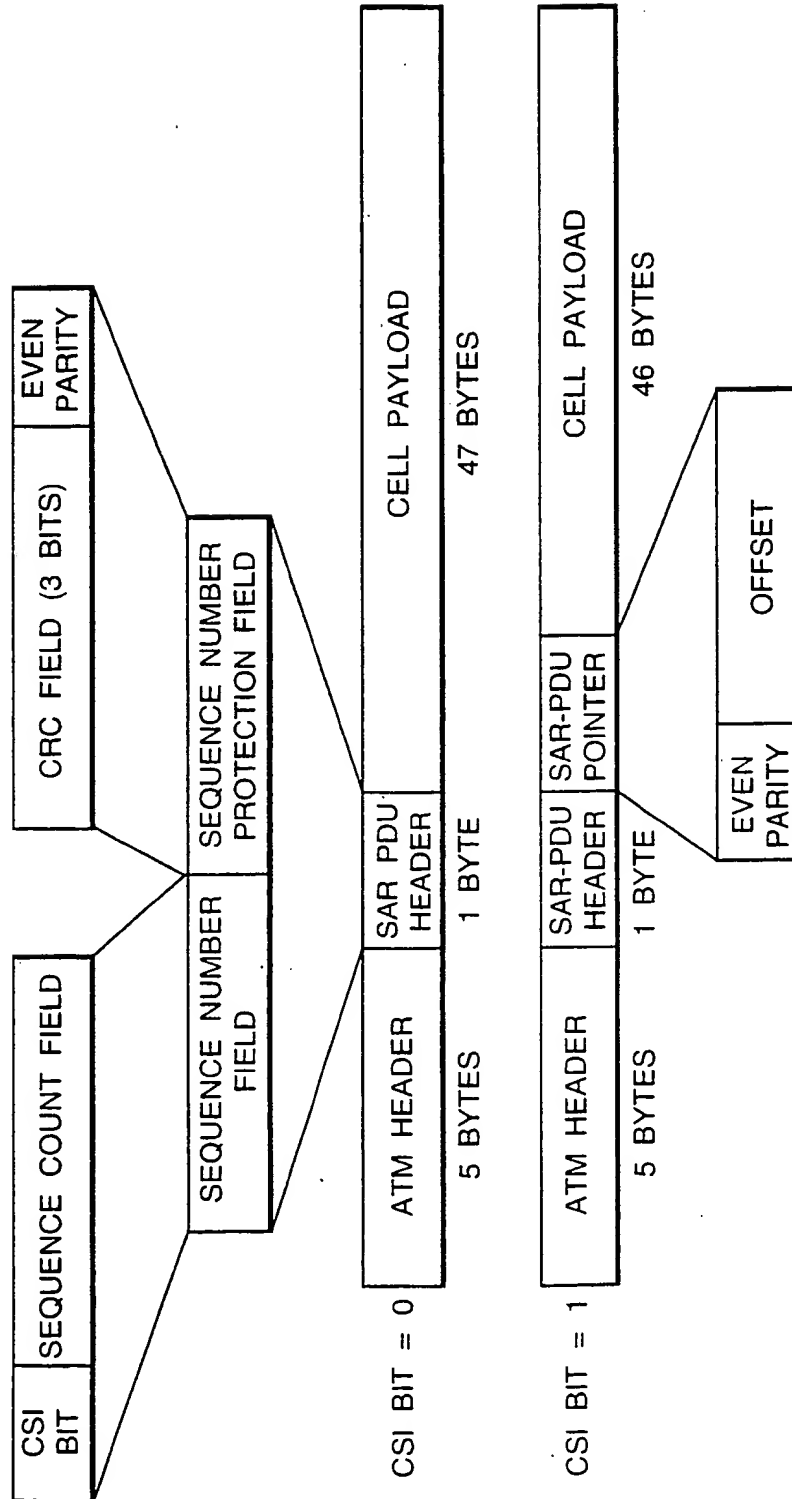 CSI
BIT
SEQUENCE COUNT FIELD
CRC FIELD (3 BITS)
EVEN
PARITY
SEQUENCE NUMBER
FIELD
SEQUENCE NUMBER
PROTECTION FIELD
CSI BIT = 0
ATM HEADER
SAR PDU
HEADER
CELL PAYLOAD
5 BYTES
1 BYTE
47 BYTES
CSI BIT = 1
ATM HEADER
SAR-PDU
HEADER
SAR-PDU
POINTER
CELL PAYLOAD
5 BYTES
1 BYTE
46 BYTES
EVEN
PARITY
OFFSET